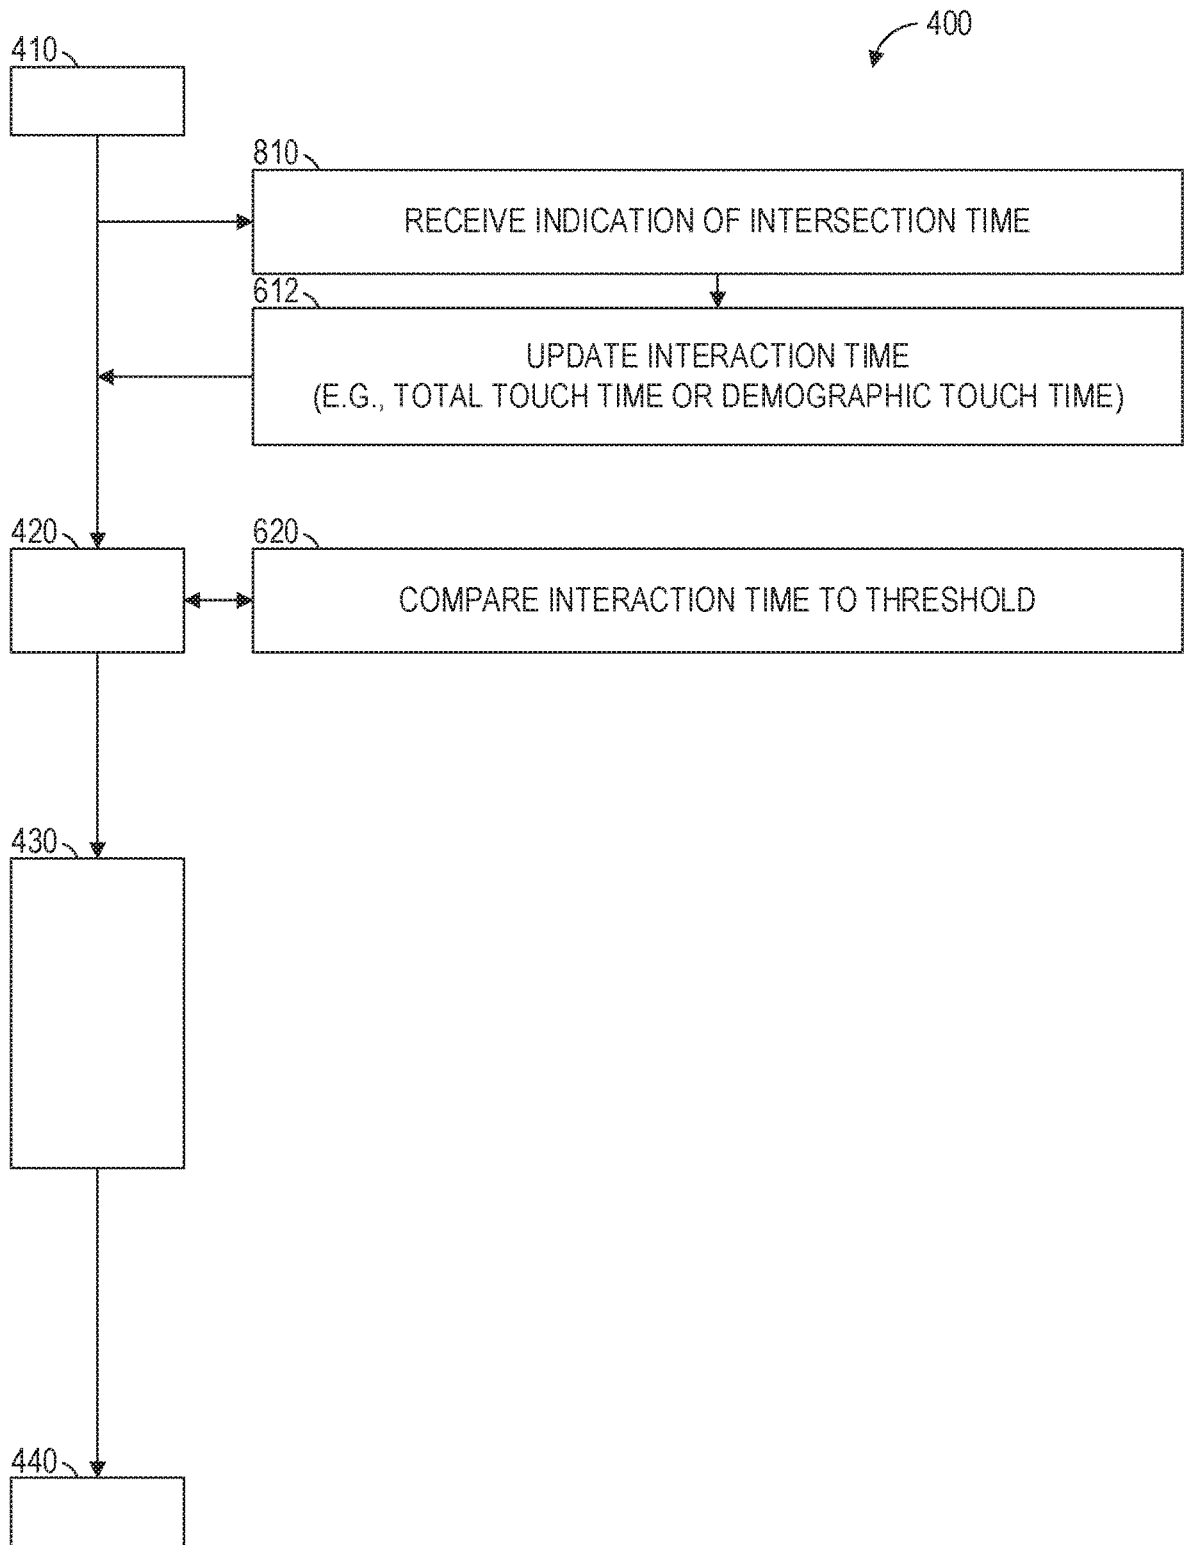 400
410
810
RECEIVE INDICATION OF INTERSECTION TIME
612
UPDATE INTERACTION TIME
(E.G., TOTAL TOUCH TIME OR DEMOGRAPHIC TOUCH TIME)
420
620
COMPARE INTERACTION TIME TO THRESHOLD
430
440